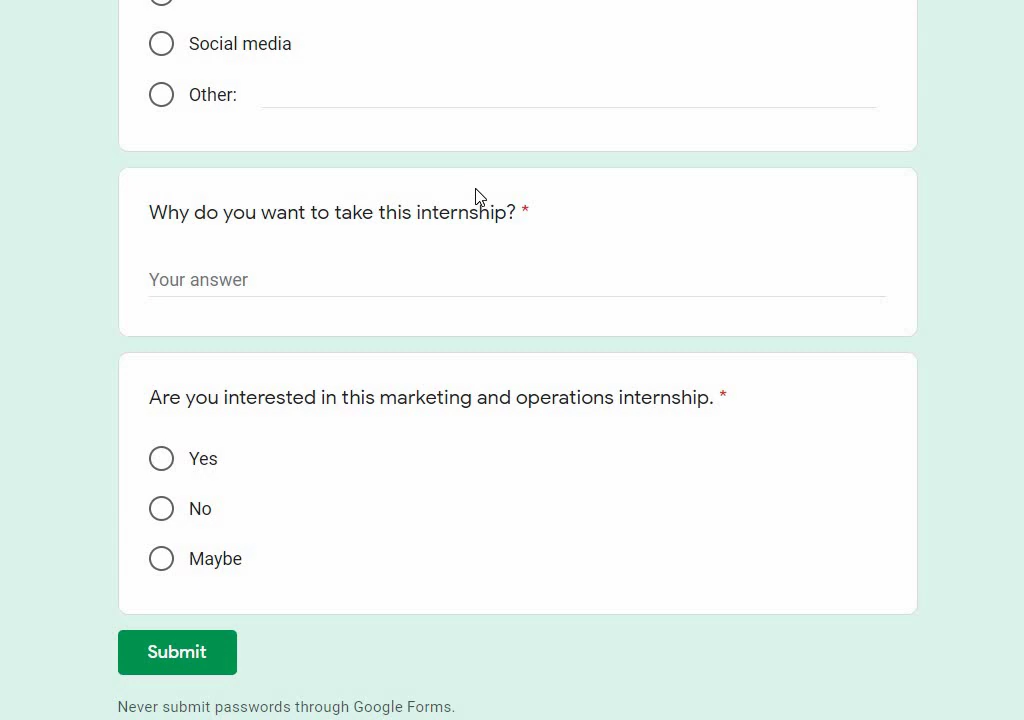 Social media
Other:
Why do you want to take this internship? *
Your answer
Are you interested in this marketing and operations internship. *
Yes
No
Maybe
Submit
Never submit passwords through Google Forms.